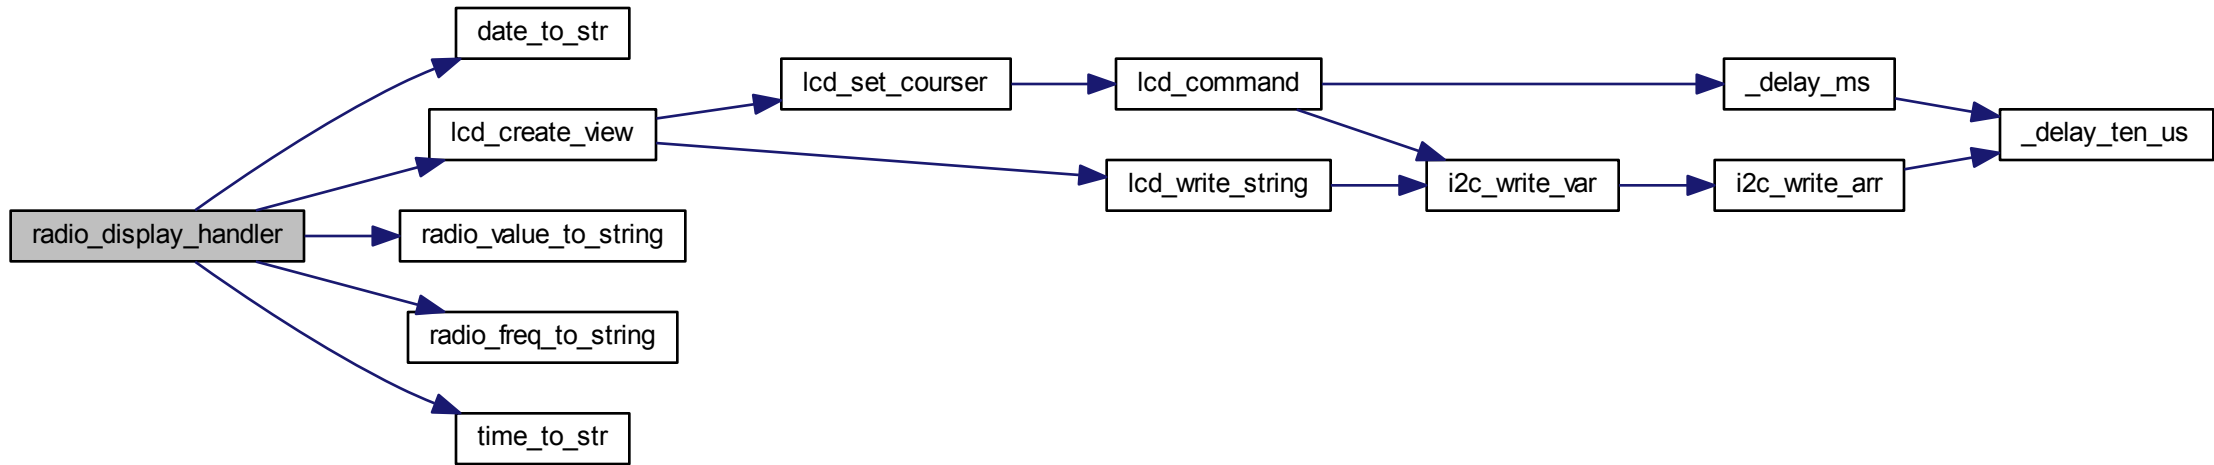 date_to_str
lcd_set_courser
lcd_command
_delay_ms
lcd_create_view
_delay_ten_us
lcd_write_string
i2c_write_var
i2c_write_arr
radio_display_handler
radio_value_to_string
radio_freq_to_string
time_to_str